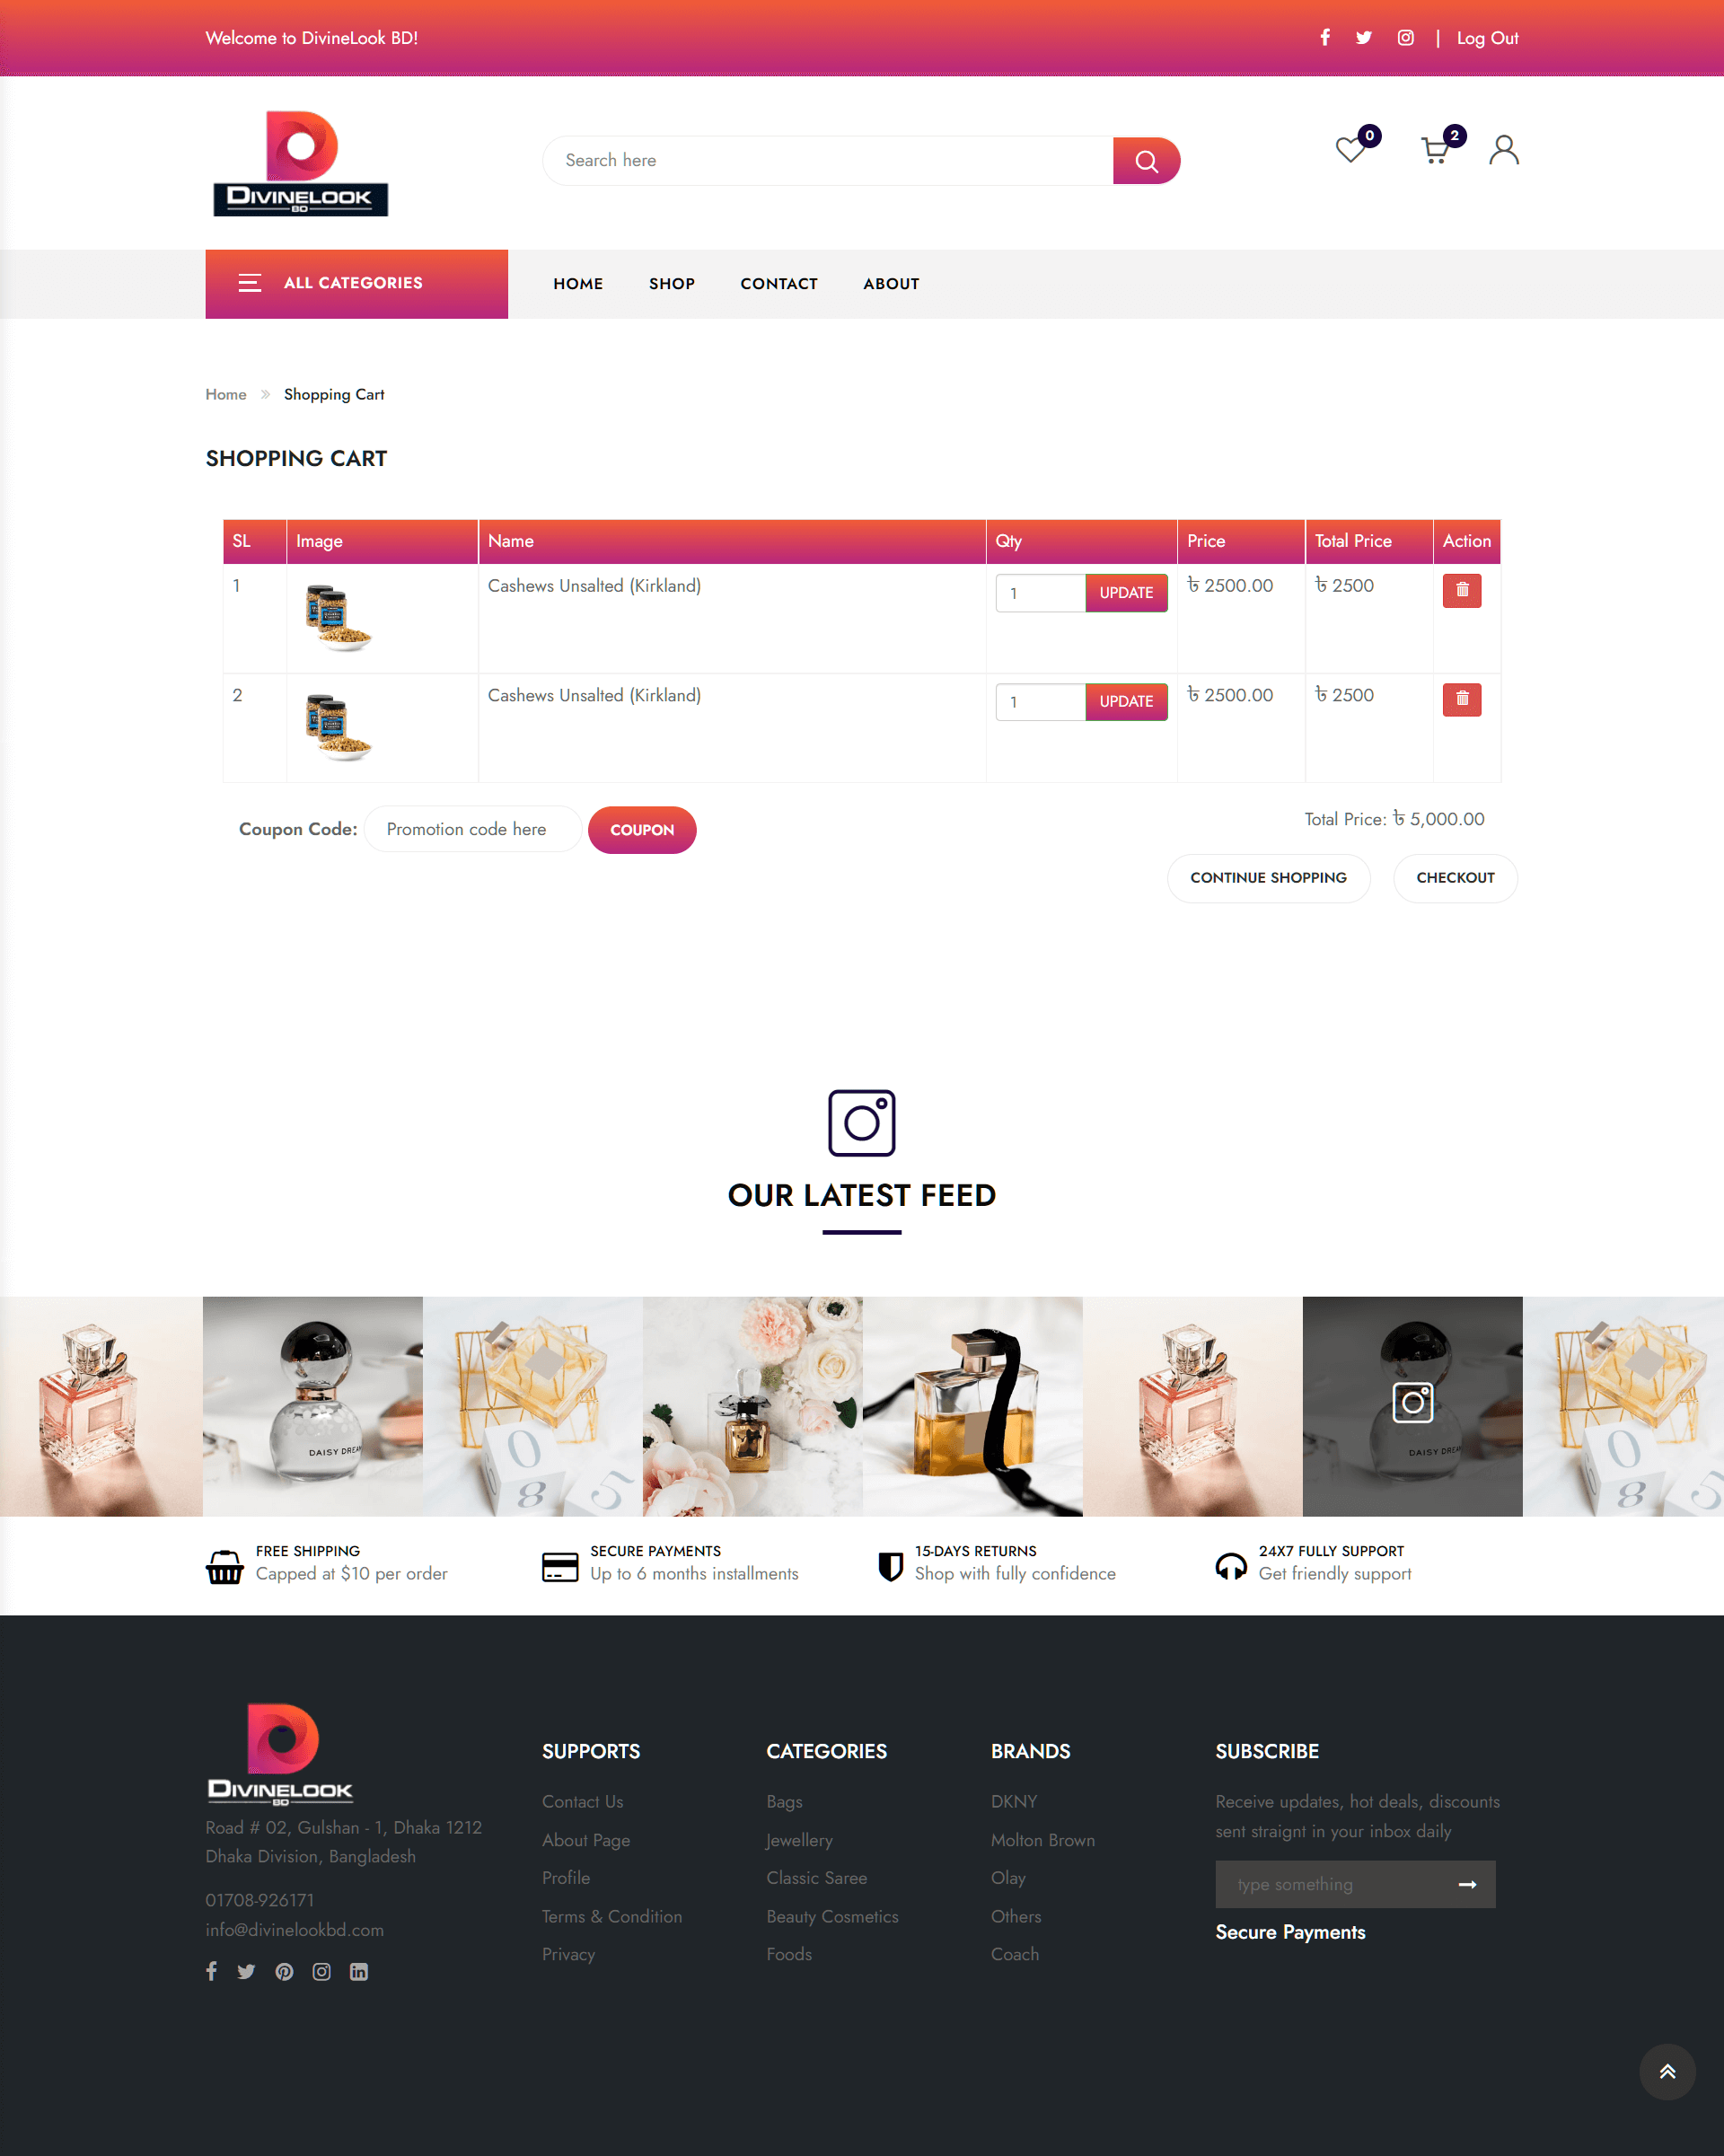 Welcome to DivineLook BD!
| Log Out
DIVINELOOK
BD
Search here
0
2
ALL CATEGORIES
HOME
SHOP
CONTACT
ABOUT
Home » Shopping Cart
SHOPPING CART
SL Image Name Qty Price Total Price Action
1 Cashews Unsalted (Kirkland) 1 UPDATE ৳ 2500.00 ৳ 2500
2 Cashews Unsalted (Kirkland) 1 UPDATE ৳ 2500.00 ৳ 2500
Coupon Code: Promotion code here COUPON
Total Price: ৳ 5,000.00
CONTINUE SHOPPING CHECKOUT
OUR LATEST FEED
DAISY DREAM
0
8 5
DAISY DREAM
0
8 5
FREE SHIPPING
Capped at $10 per order
SECURE PAYMENTS
Up to 6 months installments
15-DAYS RETURNS
Shop with fully confidence
24X7 FULLY SUPPORT
Get friendly support
DIVINELOOK
BD
Road # 02, Gulshan - 1, Dhaka 1212
Dhaka Division, Bangladesh
01708-926171
info@divinelookbd.com
SUPPORTS
Contact Us
About Page
Profile
Terms & Condition
Privacy
CATEGORIES
Bags
Jewellery
Classic Saree
Beauty Cosmetics
Foods
BRANDS
DKNY
Molton Brown
Olay
Others
Coach
SUBSCRIBE
Receive updates, hot deals, discounts
sent straignt in your inbox daily
type something
Secure Payments